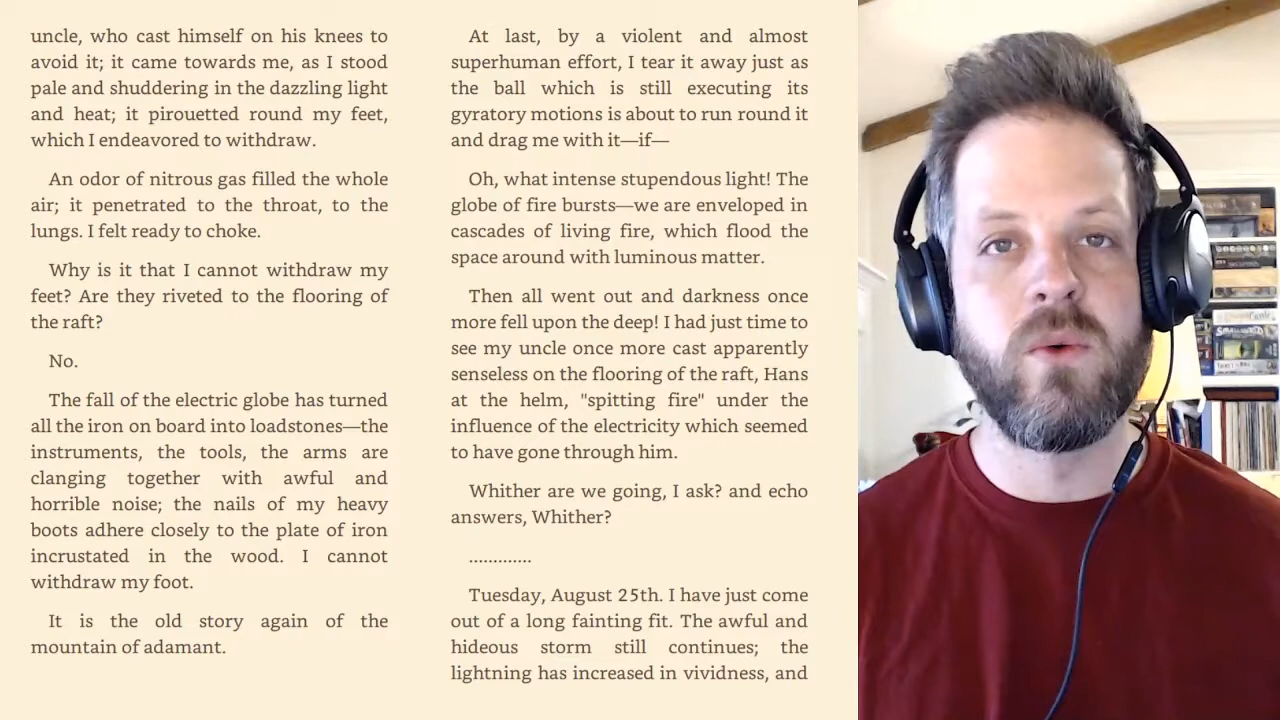 uncle, who cast himself on his knees to
avoid it; it came towards me, as I stood
pale and shuddering in the dazzling light
and heat; it pirouetted round my feet,
which I endeavored to withdraw.
An odor of nitrous gas filled the whole
air; it penetrated to the throat, to the
lungs. I felt ready to choke.
Why is it that I cannot withdraw my
feet? Are they riveted to the flooring of
the raft?
No.
The fall of the electric globe has turned
all the iron on board into loadstones—the
instruments, the tools, the arms are
clanging together with awful and
horrible noise; the nails of my heavy
boots adhere closely to the plate of iron
incrustated in the wood. I cannot
withdraw my foot.
It is the old story again of the
mountain of adamant.
At last, by a violent and almost
superhuman effort, I tear it away just as
the ball which is still executing its
gyratory motions is about to run round it
and drag me with it—if—
Oh, what intense stupendous light! The
globe of fire bursts—we are enveloped in
cascades of living fire, which flood the
space around with luminous matter.
Then all went out and darkness once
more fell upon the deep! I had just time to
see my uncle once more cast apparently
senseless on the flooring of the raft, Hans
at the helm, "spitting fire" under the
influence of the electricity which seemed
to have gone through him.
Whither are we going, I ask? and echo
answers, Whither?
.............
Tuesday, August 25th. I have just come
out of a long fainting fit. The awful and
hideous storm still continues; the
lightning has increased in vividness, and